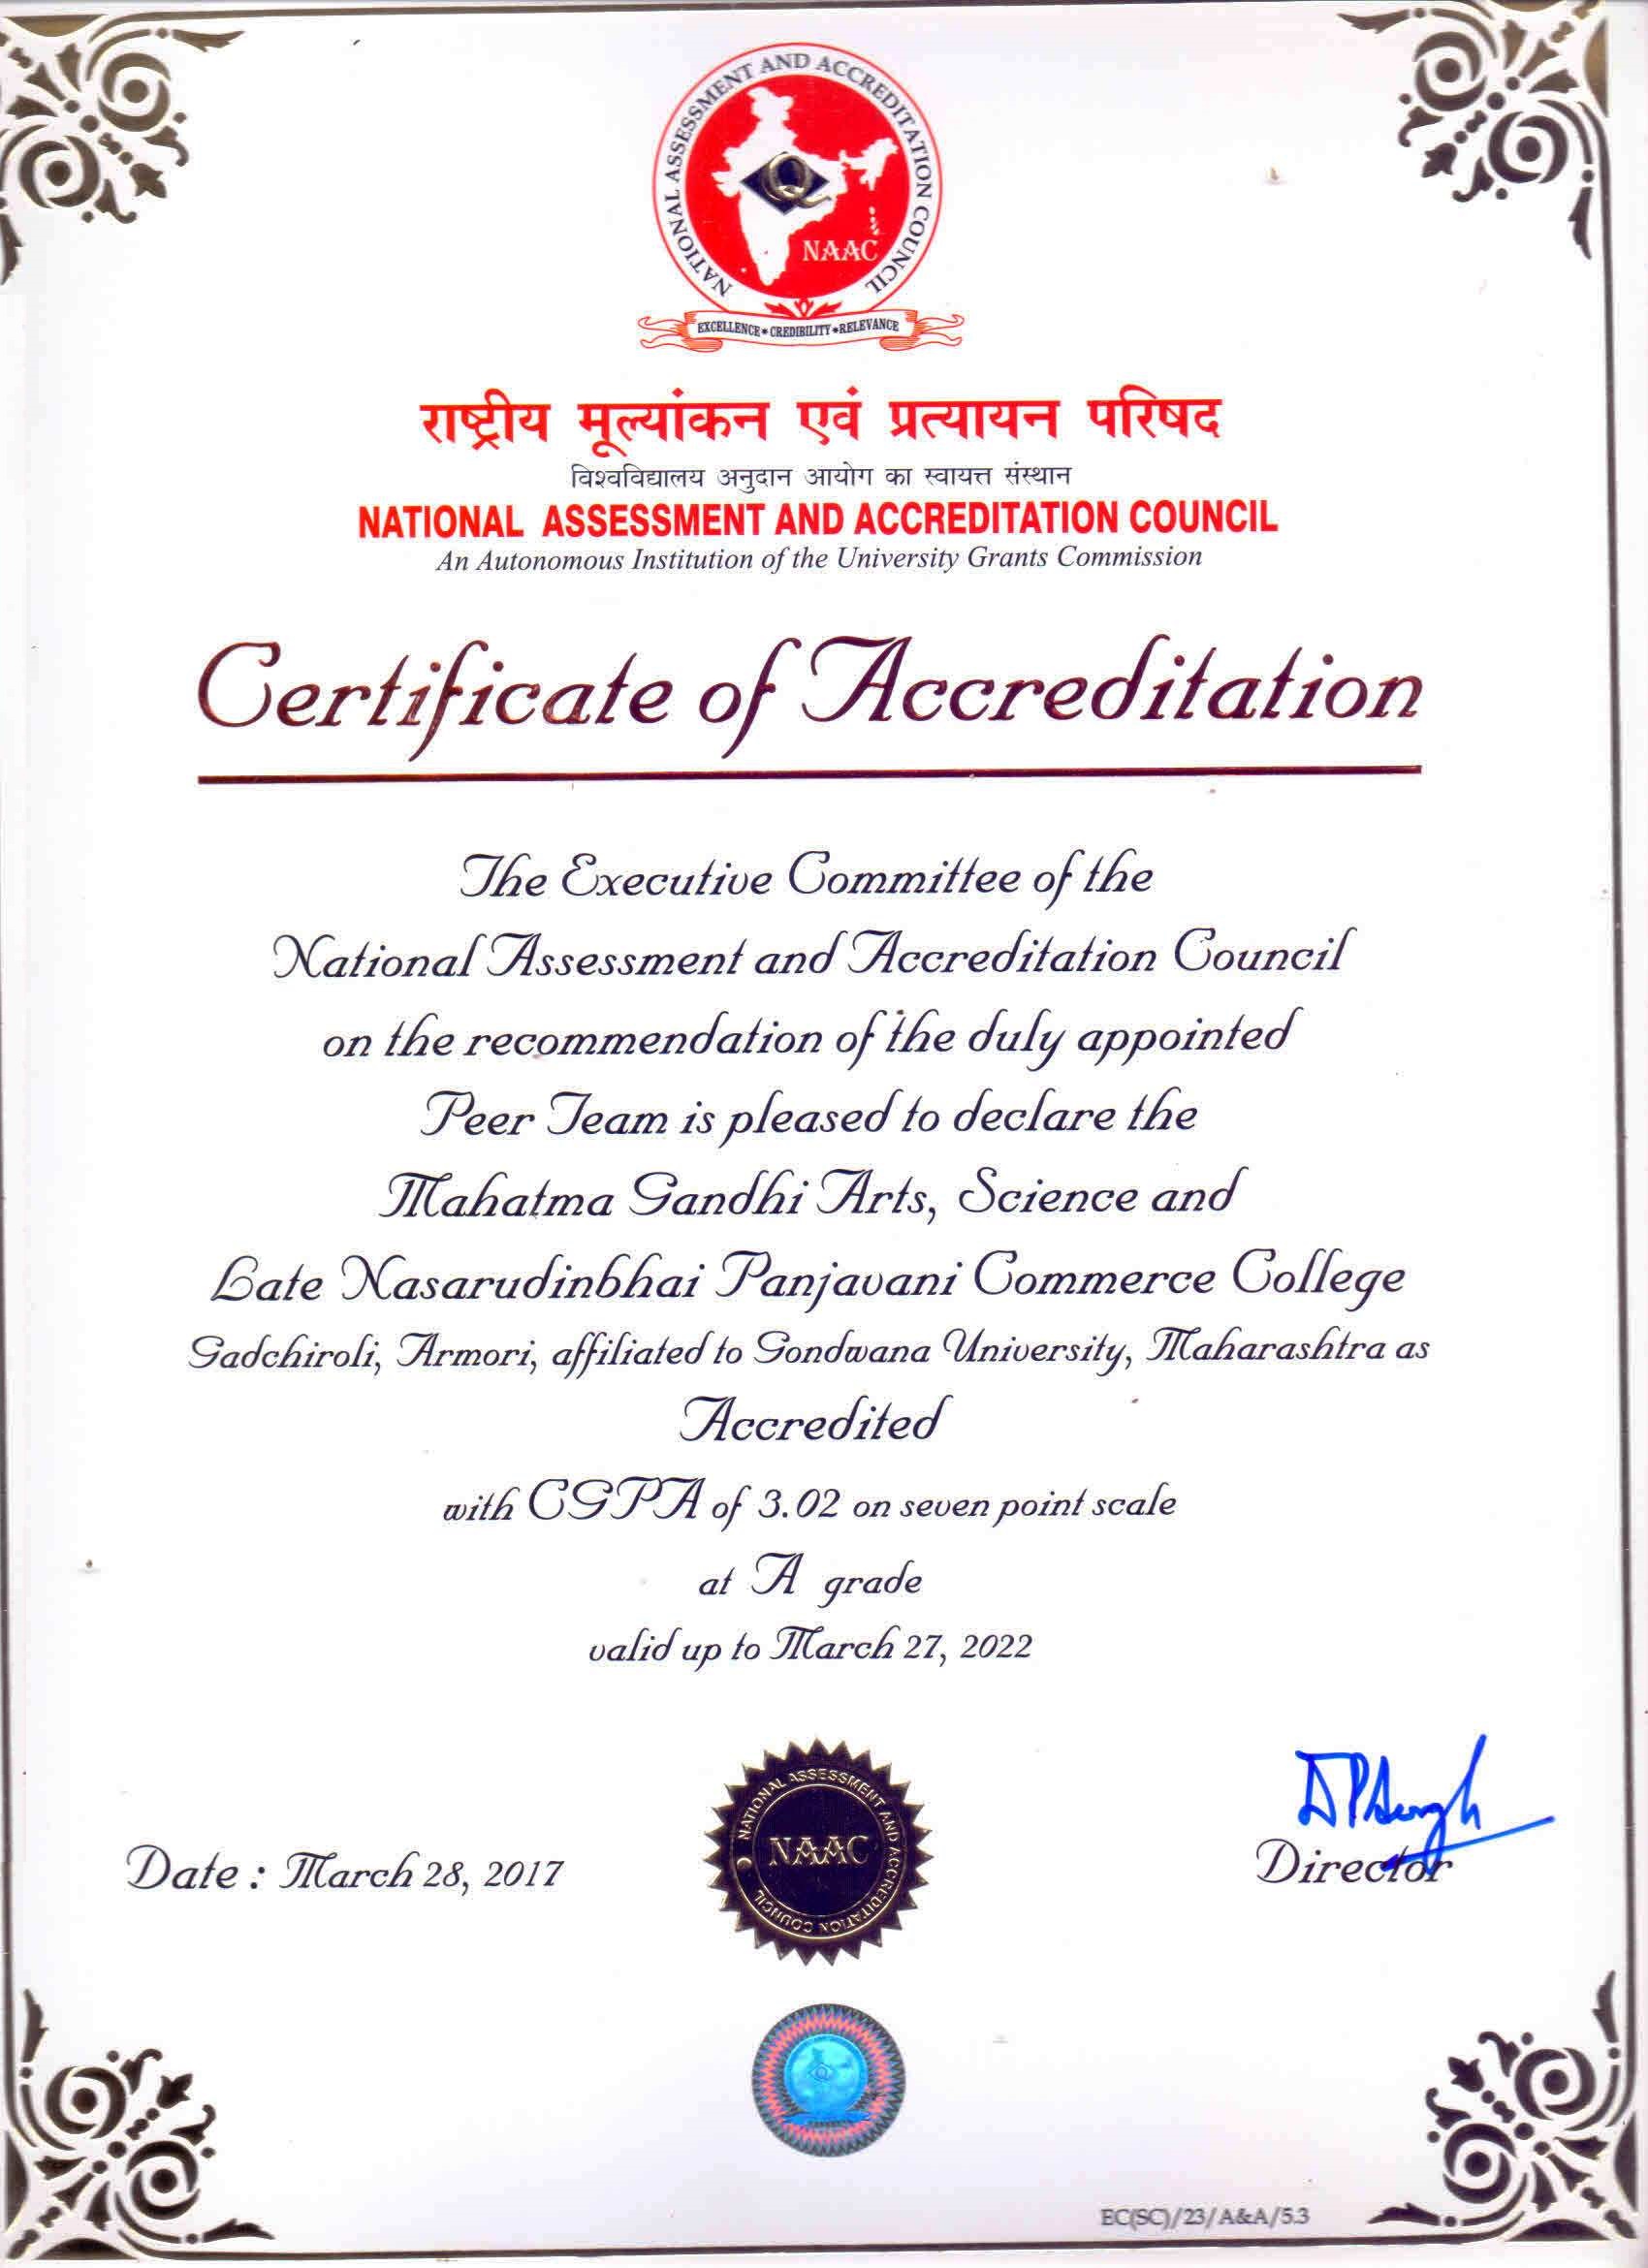 NATIONAL ASSESSMENT AND ACCREDITATION COUNCIL
NAAC
EXCELLENCE * CREDIBILITY * RELEVANCE
राष्ट्रीय मूल्यांकन एवं प्रत्यायन परिषद
विश्वविद्यालय अनुदान आयोग का स्वायत्त संस्थान
NATIONAL ASSESSMENT AND ACCREDITATION COUNCIL
An Autonomous Institution of the University Grants Commission
Certificate of Accreditation
The Executive Committee of the
National Assessment and Accreditation Council
on the recommendation of the duly appointed
Peer Team is pleased to declare the
Mahatma Gandhi Arts, Science and
Late Nasarudinbhai Panjavani Commerce College
Gadchiroli, Armori, affiliated to Gondwana University, Maharashtra as
Accredited
with CGPA of 3.02 on seven point scale
at A grade
valid up to March 27, 2022
DPSingh
Date : March 28, 2017
NATIONAL ASSESSMENT AND ACCREDITATION COUNCIL
NAAC
Director
EC(SC)/23/A&A/5.3